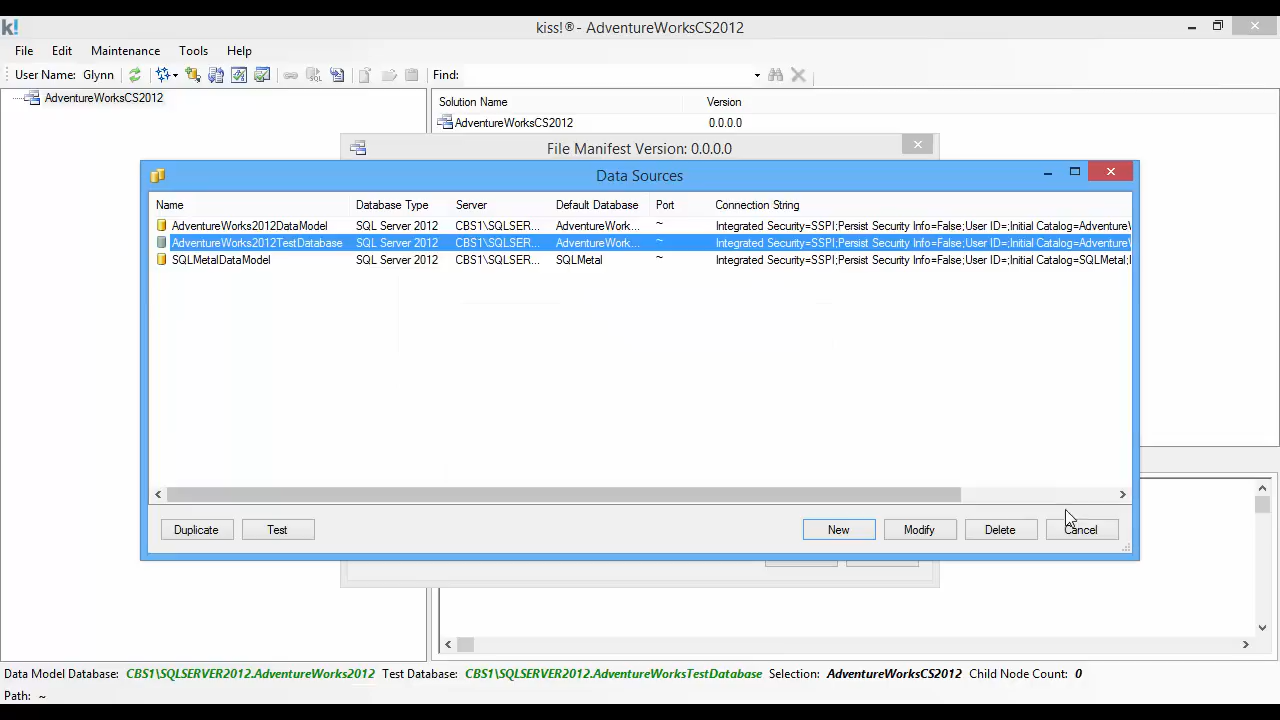 k! kiss!® - AdventureWorksCS2012
File Edit Maintenance Tools Help
User Name: Glynn Find:
AdventureWorksCS2012
Solution Name Version
AdventureWorksCS2012 0.0.0.0
File Manifest Version: 0.0.0.0
Data Sources
Name Database Type Server Default Database Port Connection String
AdventureWorks2012DataModel SQL Server 2012 CBS1\SQLSER... AdventureWork... ~ Integrated Security=SSPI;Persist Security Info=False;User ID=;Initial Catalog=Adventure
AdventureWorks2012TestDatabase SQL Server 2012 CBS1\SQLSER... AdventureWork... ~ Integrated Security=SSPI;Persist Security Info=False;User ID=;Initial Catalog=Adventure
SQLMetalDataModel SQL Server 2012 CBS1\SQLSER... SQLMetal ~ Integrated Security=SSPI;Persist Security Info=False;User ID=;Initial Catalog=SQLMetal;
Duplicate Test New Modify Delete Cancel
Data Model Database: CBS1\SQLSERVER2012.AdventureWorks2012 Test Database: CBS1\SQLSERVER2012.AdventureWorksTestDatabase Selection: AdventureWorksCS2012 Child Node Count: 0
Path: ~